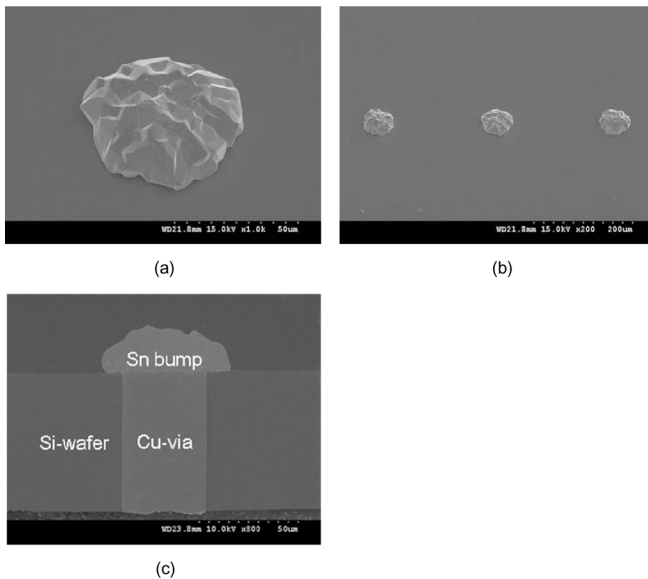 WD21.8mm 15.0kV x1.0k 50um
WD21.8mm 15.0kV x200 200um
(a)
(b)
Sn bump
Si-wafer Cu-via
WD23.8mm 10.0kV x800 50um
(c)